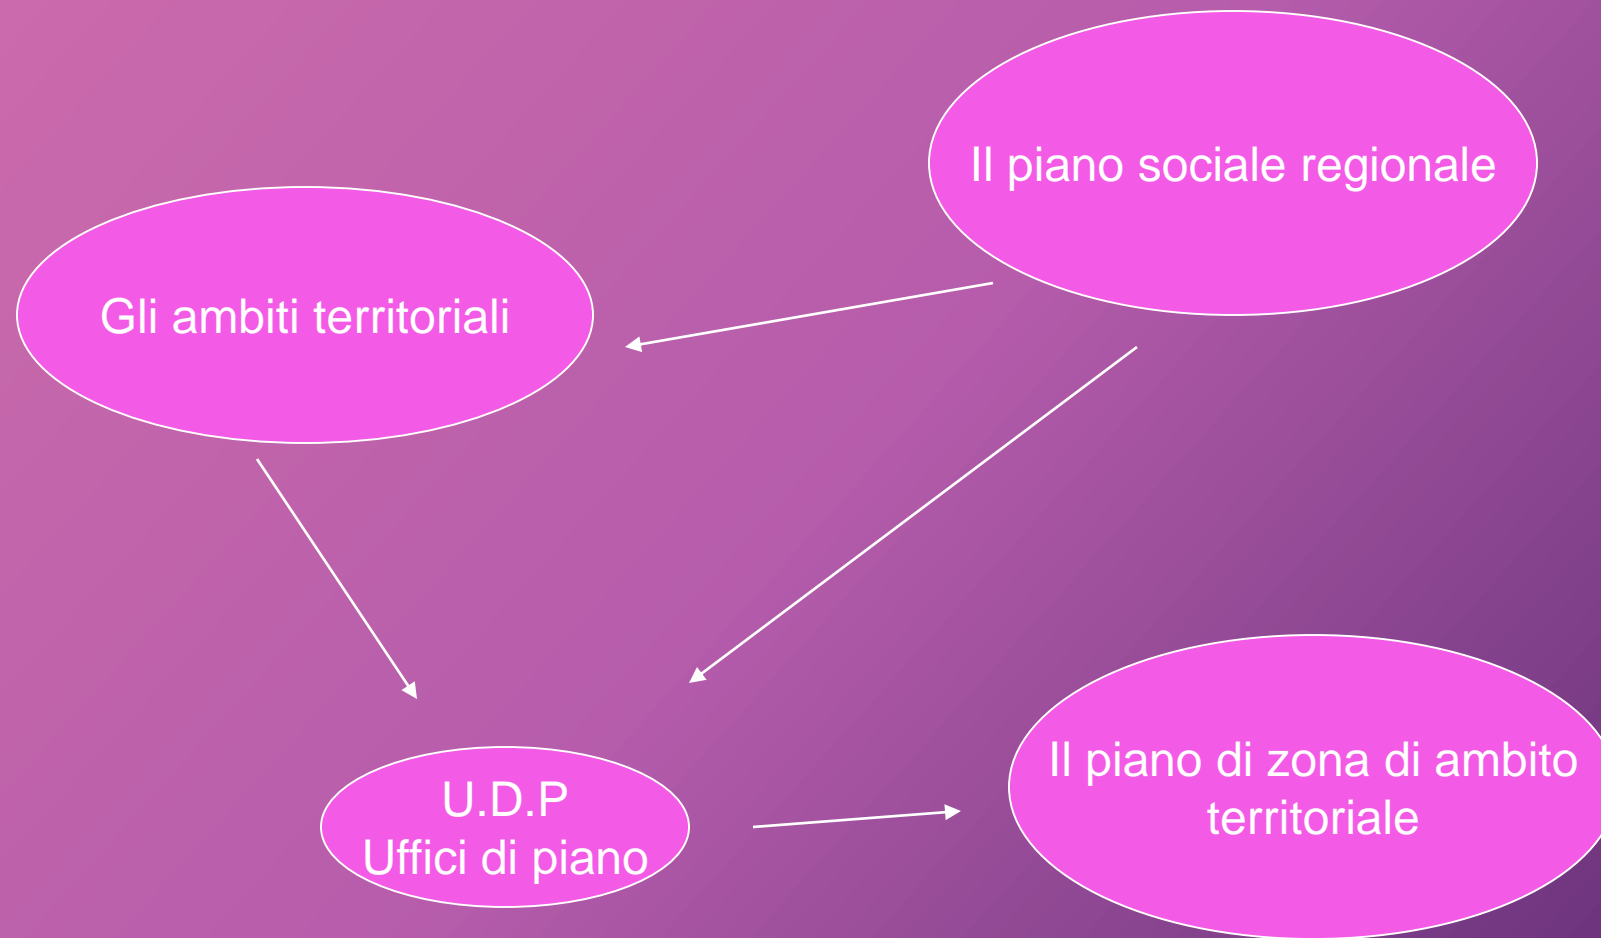 Il piano sociale regionale
Gli ambiti territoriali
U.D.P
Uffici di piano
Il piano di zona di ambito
territoriale